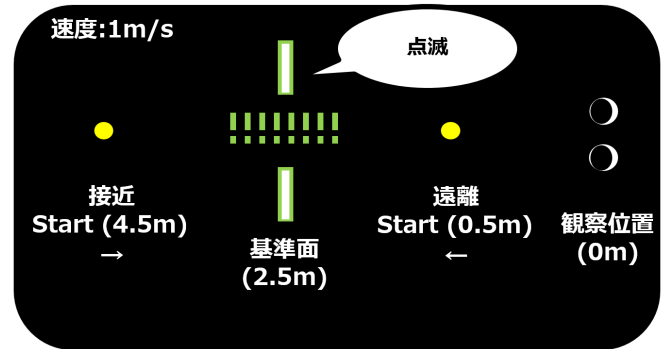 速度:1m/s
点滅
接近
Start (4.5m)
→
基準面
(2.5m)
遠離
Start (0.5m)
←
観察位置
(0m)